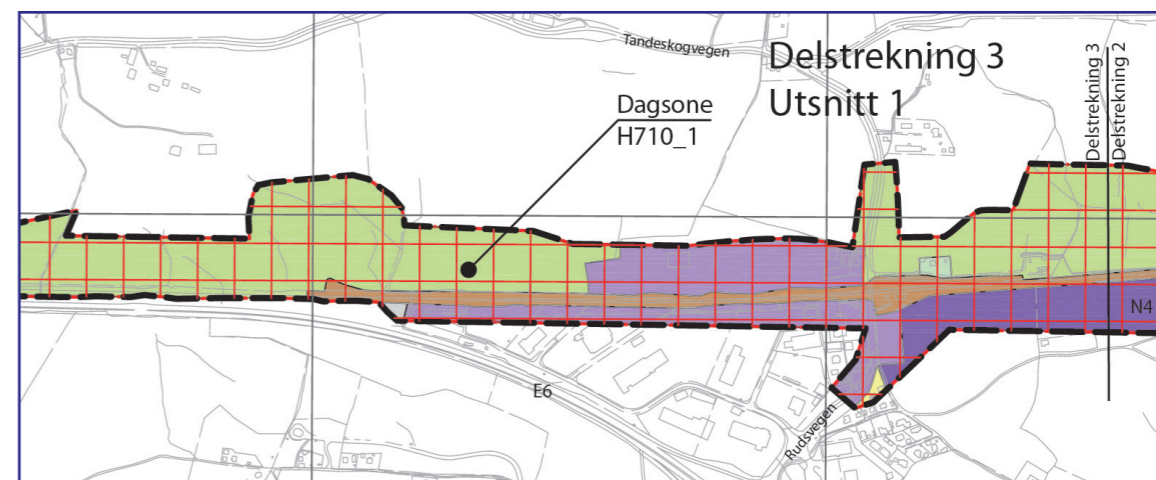 Tandeskogvegen
Delstrekning 3
Utsnitt 1
Dagsone
H710_1
Delstrekning 3
Delstrekning 2
N4
E6
Rudsvegen